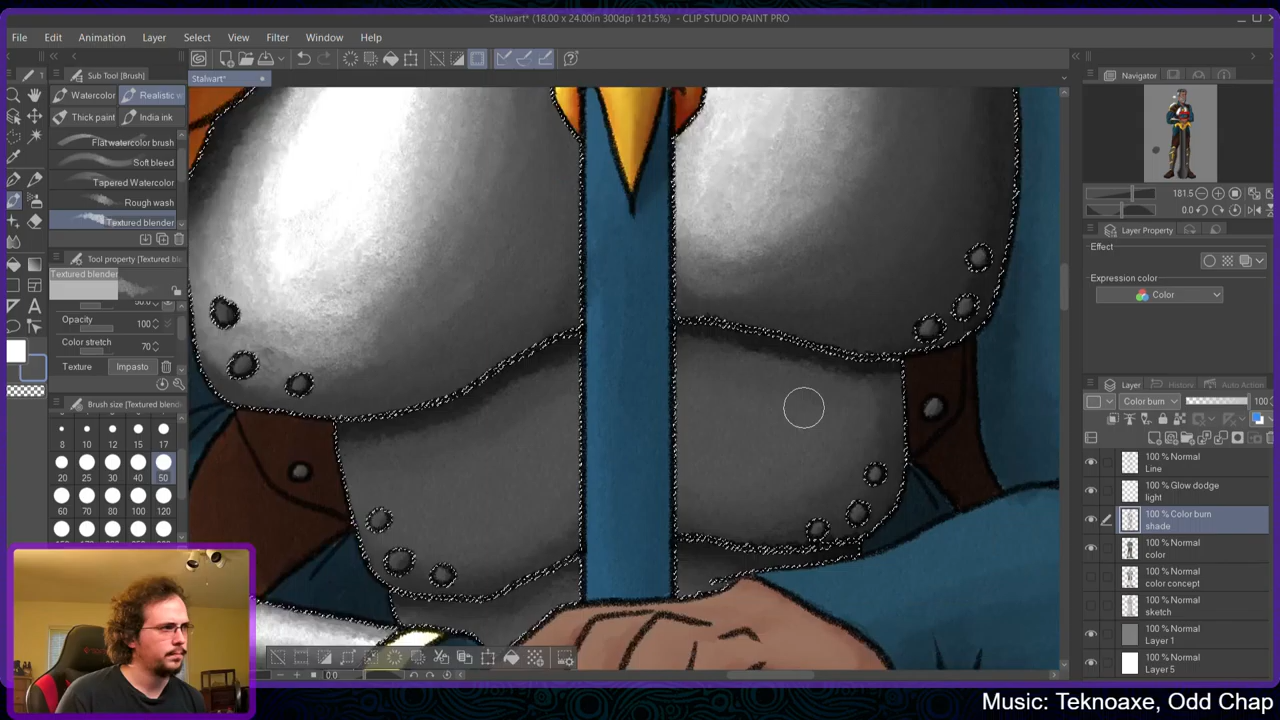 Stalwart* (18.00 x 24.00in 300dpi 121.5%) - CLIP STUDIO PAINT PRO
File Edit Animation Layer Select View Filter Window Help
Sub Tool [Brush]
Stalwart*
Navigator
Watercolor Realistic w
Thick paint India ink
Flat watercolor brush
Soft bleed
Tapered Watercolor
Rough wash
Textured blender
181.5
0.0
Tool property [Textured ble
Textured blender
Opacity 100
Color stretch 70
Texture Impasto
Brush size [Textured blende
8 10 12 15 17
20 25 30 40 50
60 70 80 100 120
Layer Property
Effect
Expression color
Color
Layer History Auto Action
Color burn 100
100 % Normal
Line
100 % Glow dodge
light
100 % Color burn
shade
100 % Normal
color
100 % Normal
color concept
100 % Normal
sketch
100 % Normal
Layer 1
100 % Normal
Layer 5
Music: Teknoaxe, Odd Chap